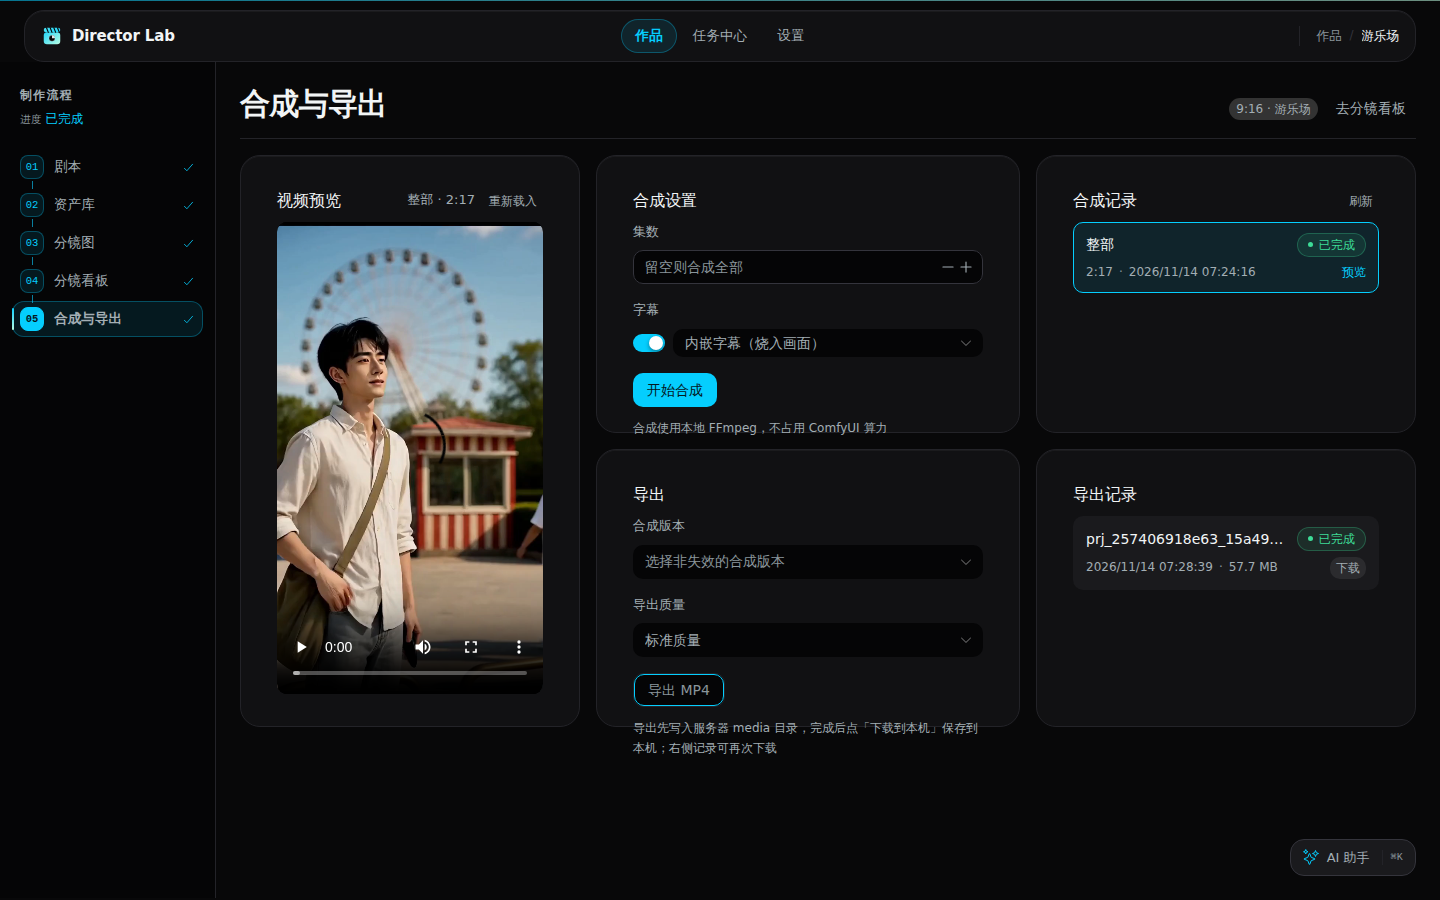 Director Lab
作品 任务中心 设置
作品 / 游乐场
制作流程
进度 已完成
01 剧本
02 资产库
03 分镜图
04 分镜看板
05 合成与导出
合成与导出
9:16 · 游乐场 去分镜看板
视频预览 整部 · 2:17 重新载入
0:00
合成设置
集数
留空则合成全部
字幕
内嵌字幕（烧入画面）
开始合成
合成使用本地 FFmpeg，不占用 ComfyUI 算力
合成记录 刷新
整部 已完成
2:17 · 2026/11/14 07:24:16 预览
导出
合成版本
选择非失效的合成版本
导出质量
标准质量
导出 MP4
导出先写入服务器 media 目录，完成后点「下载到本机」保存到
本机；右侧记录可再次下载
导出记录
prj_257406918e63_15a49... 已完成
2026/11/14 07:28:39 · 57.7 MB 下载
AI 助手 ⌘K